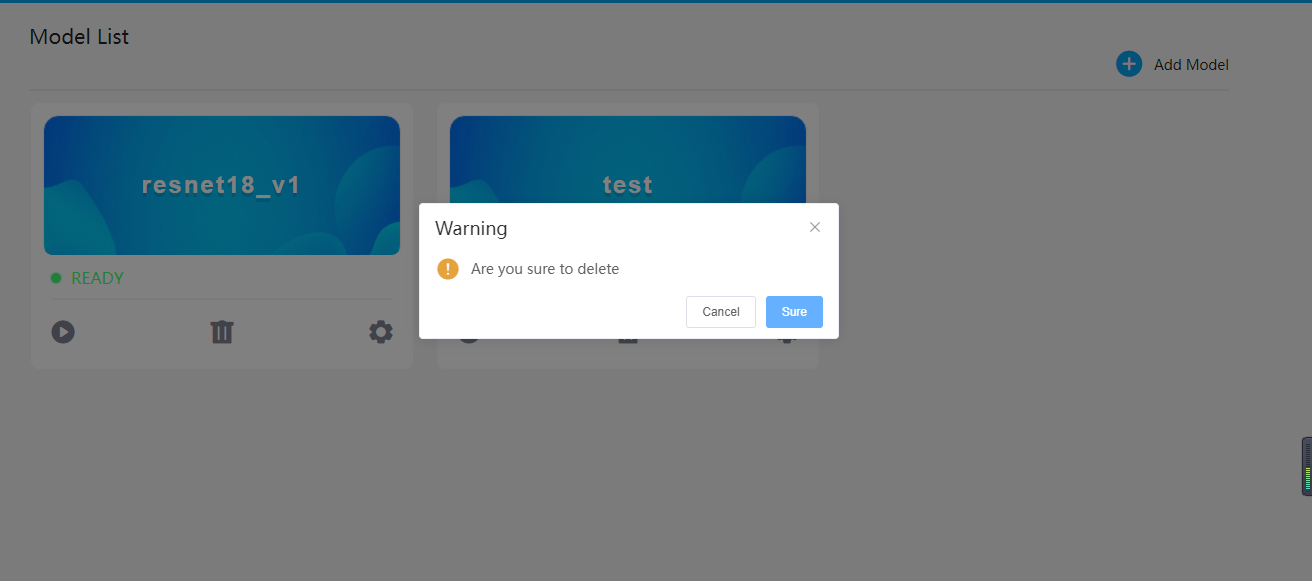 Model List
Add Model
resnet18_v1
test
READY
Warning
Are you sure to delete
Cancel
Sure